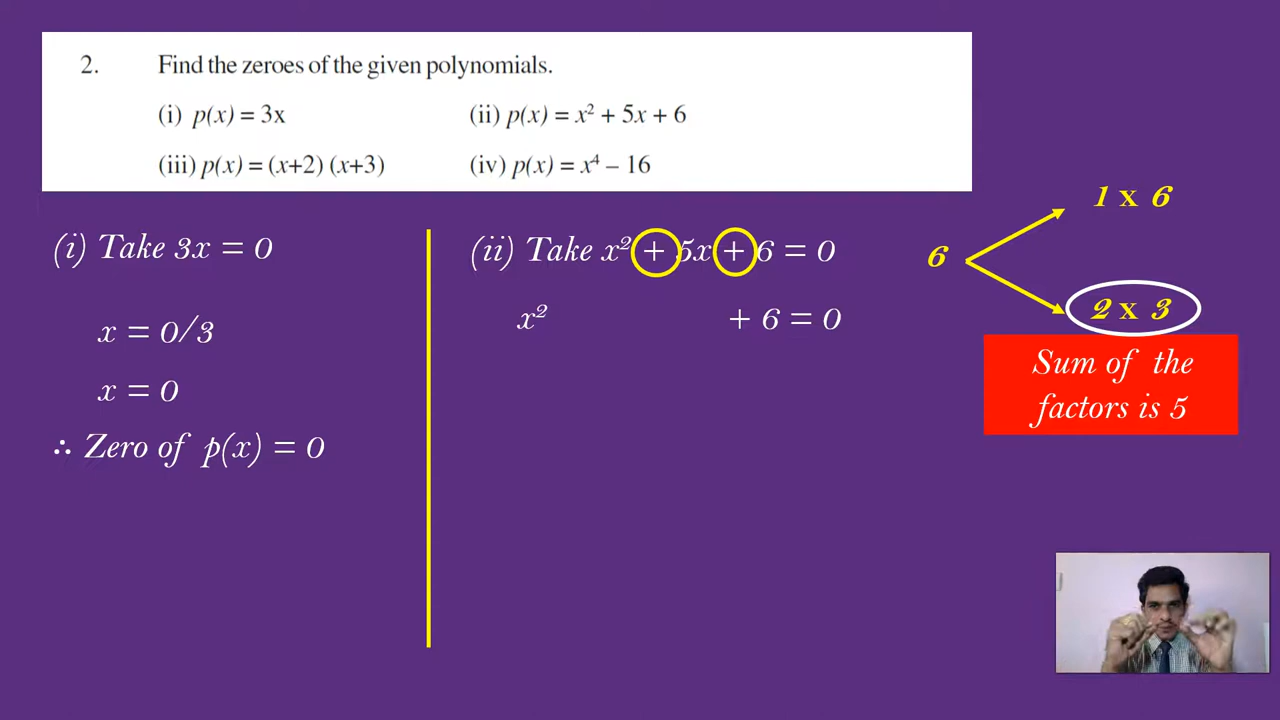 2. Find the zeroes of the given polynomials.
(i) p(x) = 3x (ii) p(x) = x² + 5x + 6
(iii) p(x) = (x+2) (x+3) (iv) p(x) = x⁴ – 16
(i) Take 3x = 0
x = 0/3
x = 0
∴ Zero of p(x) = 0
(ii) Take x² + 5x + 6 = 0
x² + 6 = 0
1 x 6
6
2 x 3
Sum of the
factors is 5